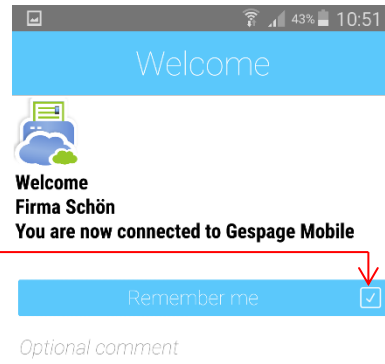 43% 10:51
Welcome
Welcome
Firma Schön
You are now connected to Gespage Mobile
Remember me
Optional comment